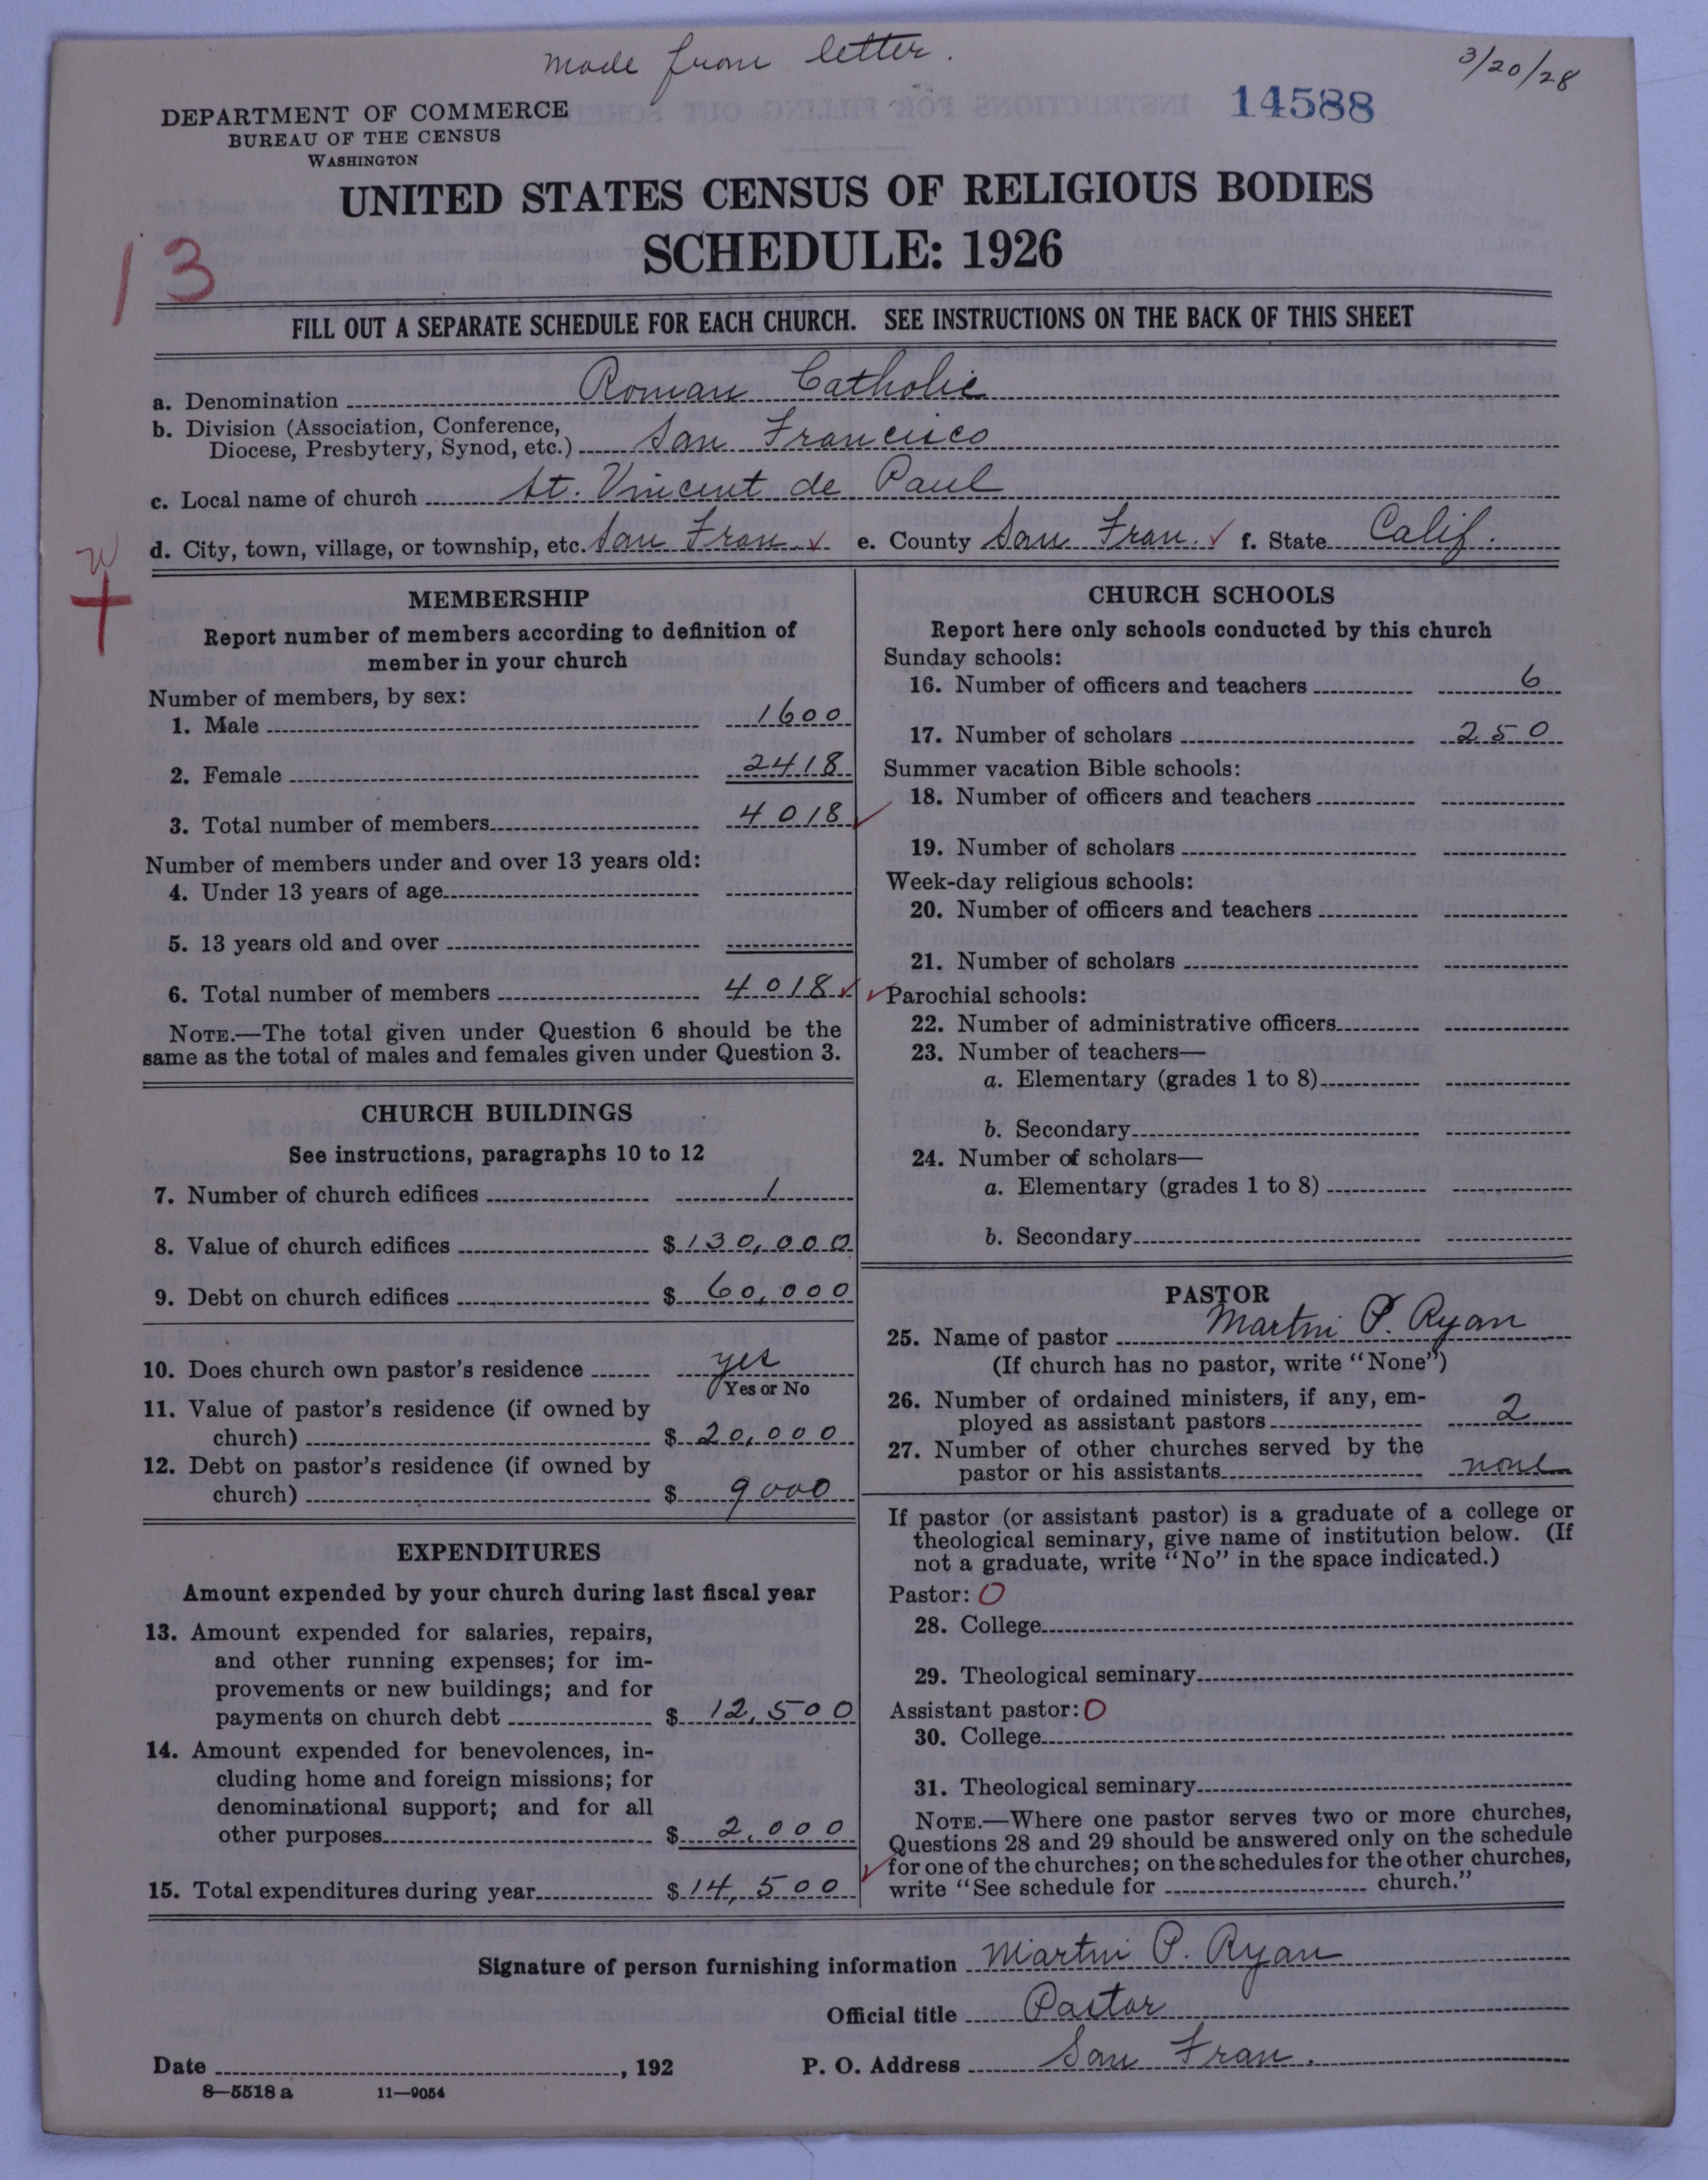 made from letter.
3/20/28
14588
DEPARTMENT OF COMMERCE
BUREAU OF THE CENSUS
WASHINGTON
UNITED STATES CENSUS OF RELIGIOUS BODIES
SCHEDULE: 1926
13
FILL OUT A SEPARATE SCHEDULE FOR EACH CHURCH. SEE INSTRUCTIONS ON THE BACK OF THIS SHEET
a. Denomination Roman Catholic
b. Division (Association, Conference,
Diocese, Presbytery, Synod, etc.) San Francisco
c. Local name of church St. Vincent de Paul
d. City, town, village, or township, etc. San Fran. ✓ e. County San Fran. ✓ f. State Calif.
w
MEMBERSHIP
Report number of members according to definition of
member in your church
Number of members, by sex:
1. Male 1600
2. Female 2418
3. Total number of members 4018 ✓
Number of members under and over 13 years old:
4. Under 13 years of age
5. 13 years old and over
6. Total number of members 4018 ✓
NOTE.—The total given under Question 6 should be the
same as the total of males and females given under Question 3.
CHURCH BUILDINGS
See instructions, paragraphs 10 to 12
7. Number of church edifices 1
8. Value of church edifices $130,000
9. Debt on church edifices $ 60,000
10. Does church own pastor's residence yes
Yes or No
11. Value of pastor's residence (if owned by
church) $ 20,000
12. Debt on pastor's residence (if owned by
church) $ 9000
EXPENDITURES
Amount expended by your church during last fiscal year
13. Amount expended for salaries, repairs,
and other running expenses; for im-
provements or new buildings; and for
payments on church debt $ 12,500
14. Amount expended for benevolences, in-
cluding home and foreign missions; for
denominational support; and for all
other purposes $ 2,000
15. Total expenditures during year $14,500
CHURCH SCHOOLS
Report here only schools conducted by this church
Sunday schools:
16. Number of officers and teachers 6
17. Number of scholars 250
Summer vacation Bible schools:
18. Number of officers and teachers
19. Number of scholars
Week-day religious schools:
20. Number of officers and teachers
21. Number of scholars
✓ Parochial schools:
22. Number of administrative officers
23. Number of teachers—
a. Elementary (grades 1 to 8)
b. Secondary
24. Number of scholars—
a. Elementary (grades 1 to 8)
b. Secondary
PASTOR
25. Name of pastor Martin P. Ryan
(If church has no pastor, write "None")
26. Number of ordained ministers, if any, em-
ployed as assistant pastors 2
27. Number of other churches served by the
pastor or his assistants none
If pastor (or assistant pastor) is a graduate of a college or
theological seminary, give name of institution below. (If
not a graduate, write "No" in the space indicated.)
Pastor: O
28. College
29. Theological seminary
Assistant pastor: O
30. College
31. Theological seminary
NOTE.—Where one pastor serves two or more churches,
Questions 28 and 29 should be answered only on the schedule
✓ for one of the churches; on the schedules for the other churches,
write "See schedule for church."
Signature of person furnishing information Martin P. Ryan
Official title Pastor
Date , 192 P. O. Address San Fran.
8—5518 a 11—9054